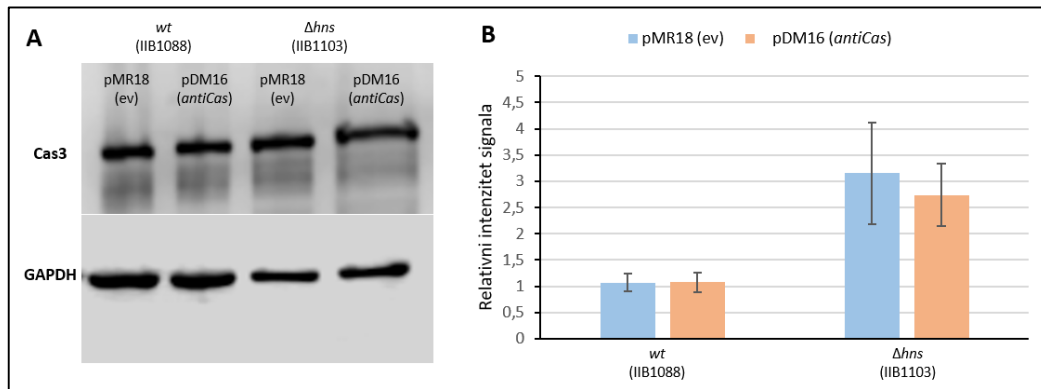 A
wt
(IIB1088)
Δhns
(IIB1103)
pMR18
(ev)
pDM16
(antiCas)
pMR18
(ev)
pDM16
(antiCas)
Cas3
GAPDH
B
pMR18 (ev)
pDM16 (antiCas)
Relativni intenzitet signala
5
4,5
4
3,5
3
2,5
2
1,5
1
0,5
0
wt
(IIB1088)
Δhns
(IIB1103)